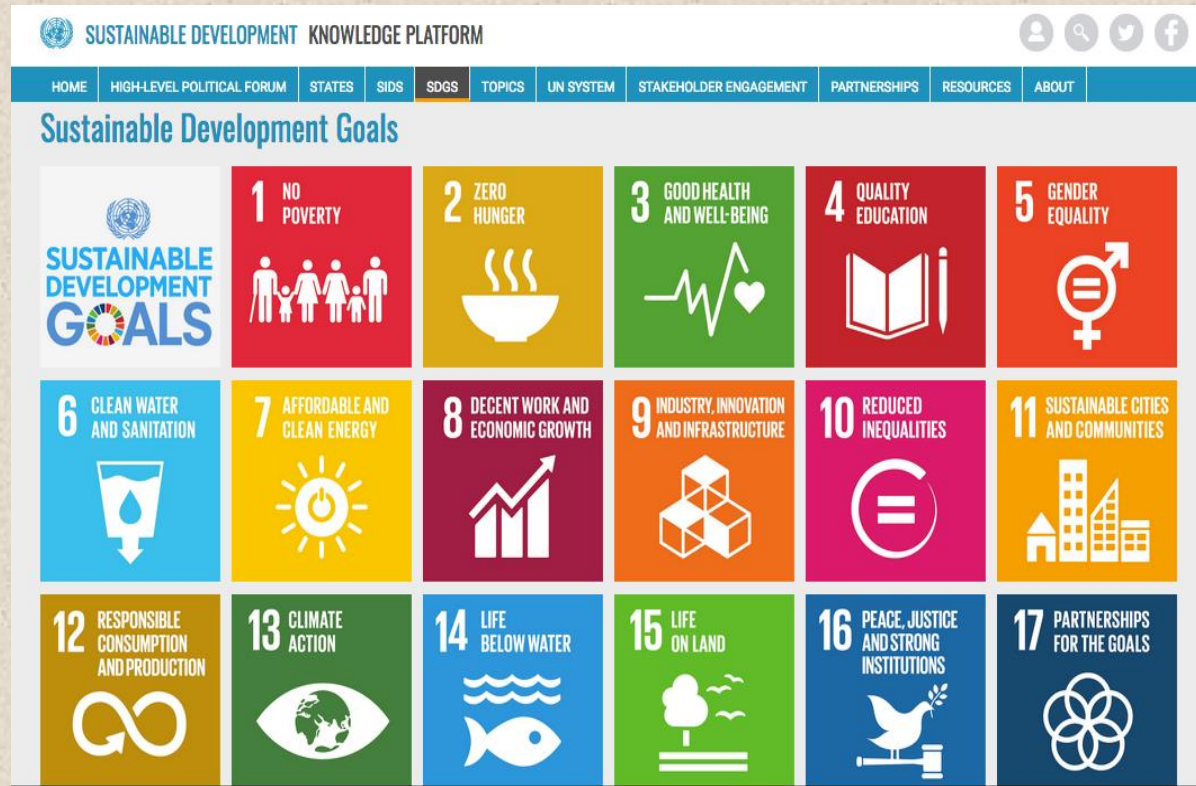 SUSTAINABLE DEVELOPMENT KNOWLEDGE PLATFORM
HOME HIGH-LEVEL POLITICAL FORUM STATES SIDS SDGS TOPICS UN SYSTEM STAKEHOLDER ENGAGEMENT PARTNERSHIPS RESOURCES ABOUT
Sustainable Development Goals
SUSTAINABLE
DEVELOPMENT
GOALS
1 NO
POVERTY
2 ZERO
HUNGER
3 GOOD HEALTH
AND WELL-BEING
4 QUALITY
EDUCATION
5 GENDER
EQUALITY
6 CLEAN WATER
AND SANITATION
7 AFFORDABLE AND
CLEAN ENERGY
8 DECENT WORK AND
ECONOMIC GROWTH
9 INDUSTRY, INNOVATION
AND INFRASTRUCTURE
10 REDUCED
INEQUALITIES
11 SUSTAINABLE CITIES
AND COMMUNITIES
12 RESPONSIBLE
CONSUMPTION
AND PRODUCTION
13 CLIMATE
ACTION
14 LIFE
BELOW WATER
15 LIFE
ON LAND
16 PEACE, JUSTICE
AND STRONG
INSTITUTIONS
17 PARTNERSHIPS
FOR THE GOALS